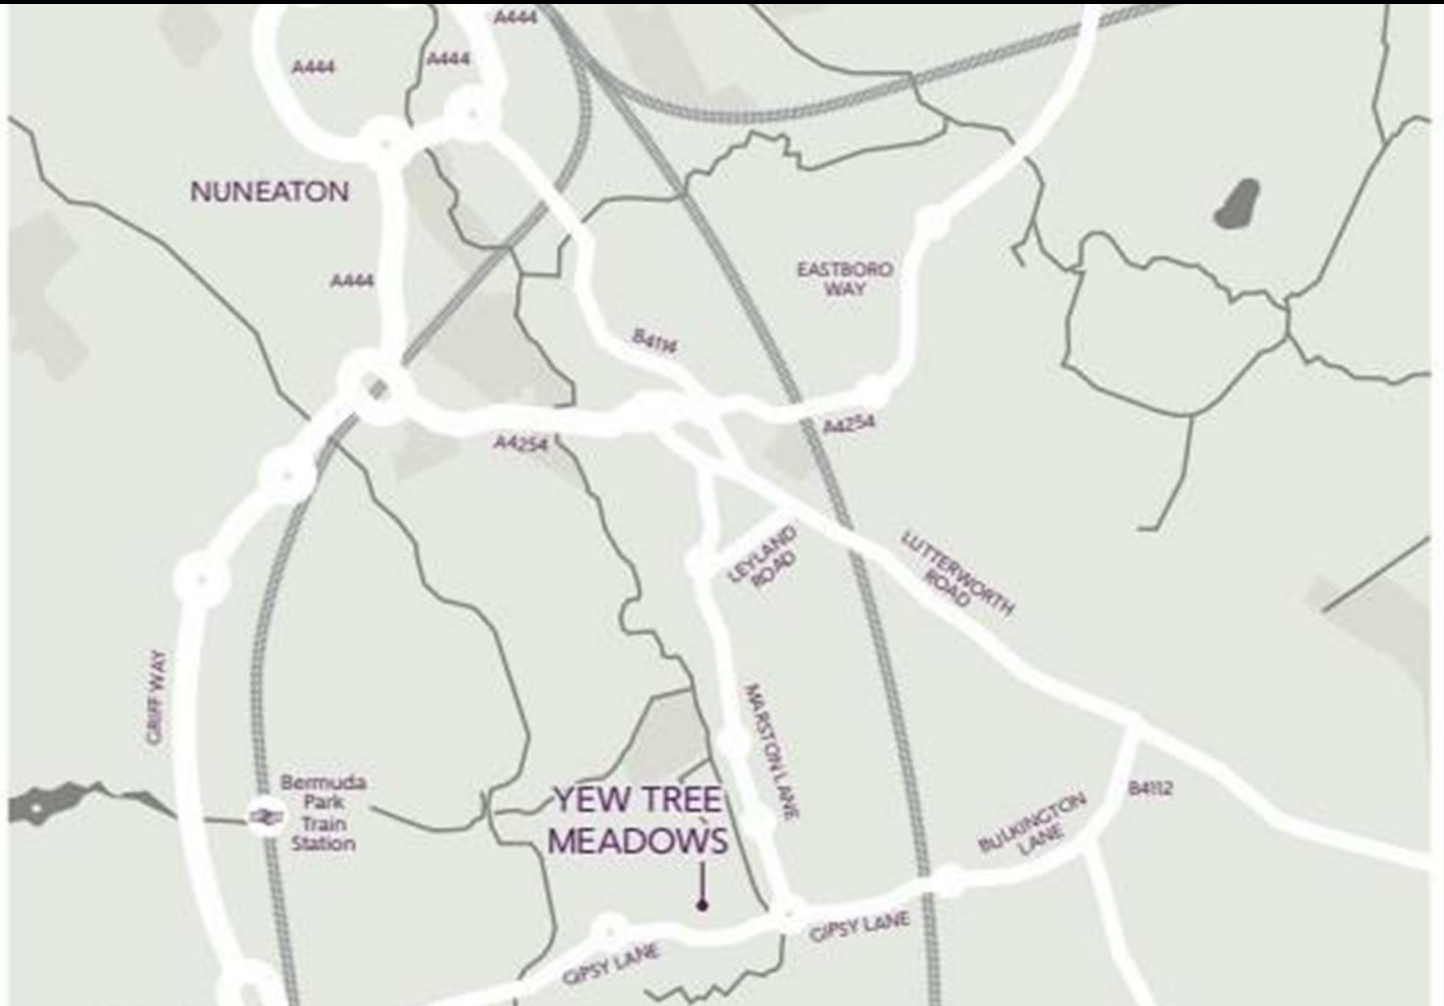 A444
A444
A444
NUNEATON
A444
EASTBORO
WAY
B4114
A4254
A4254
LEYLAND
ROAD
LUTTERWORTH
ROAD
GRIFF WAY
MARSTON LANE
Bermuda
Park
Train
Station
YEW TREE
MEADOWS
B4112
BULKINGTON
LANE
GIPSY LANE
GIPSY LANE